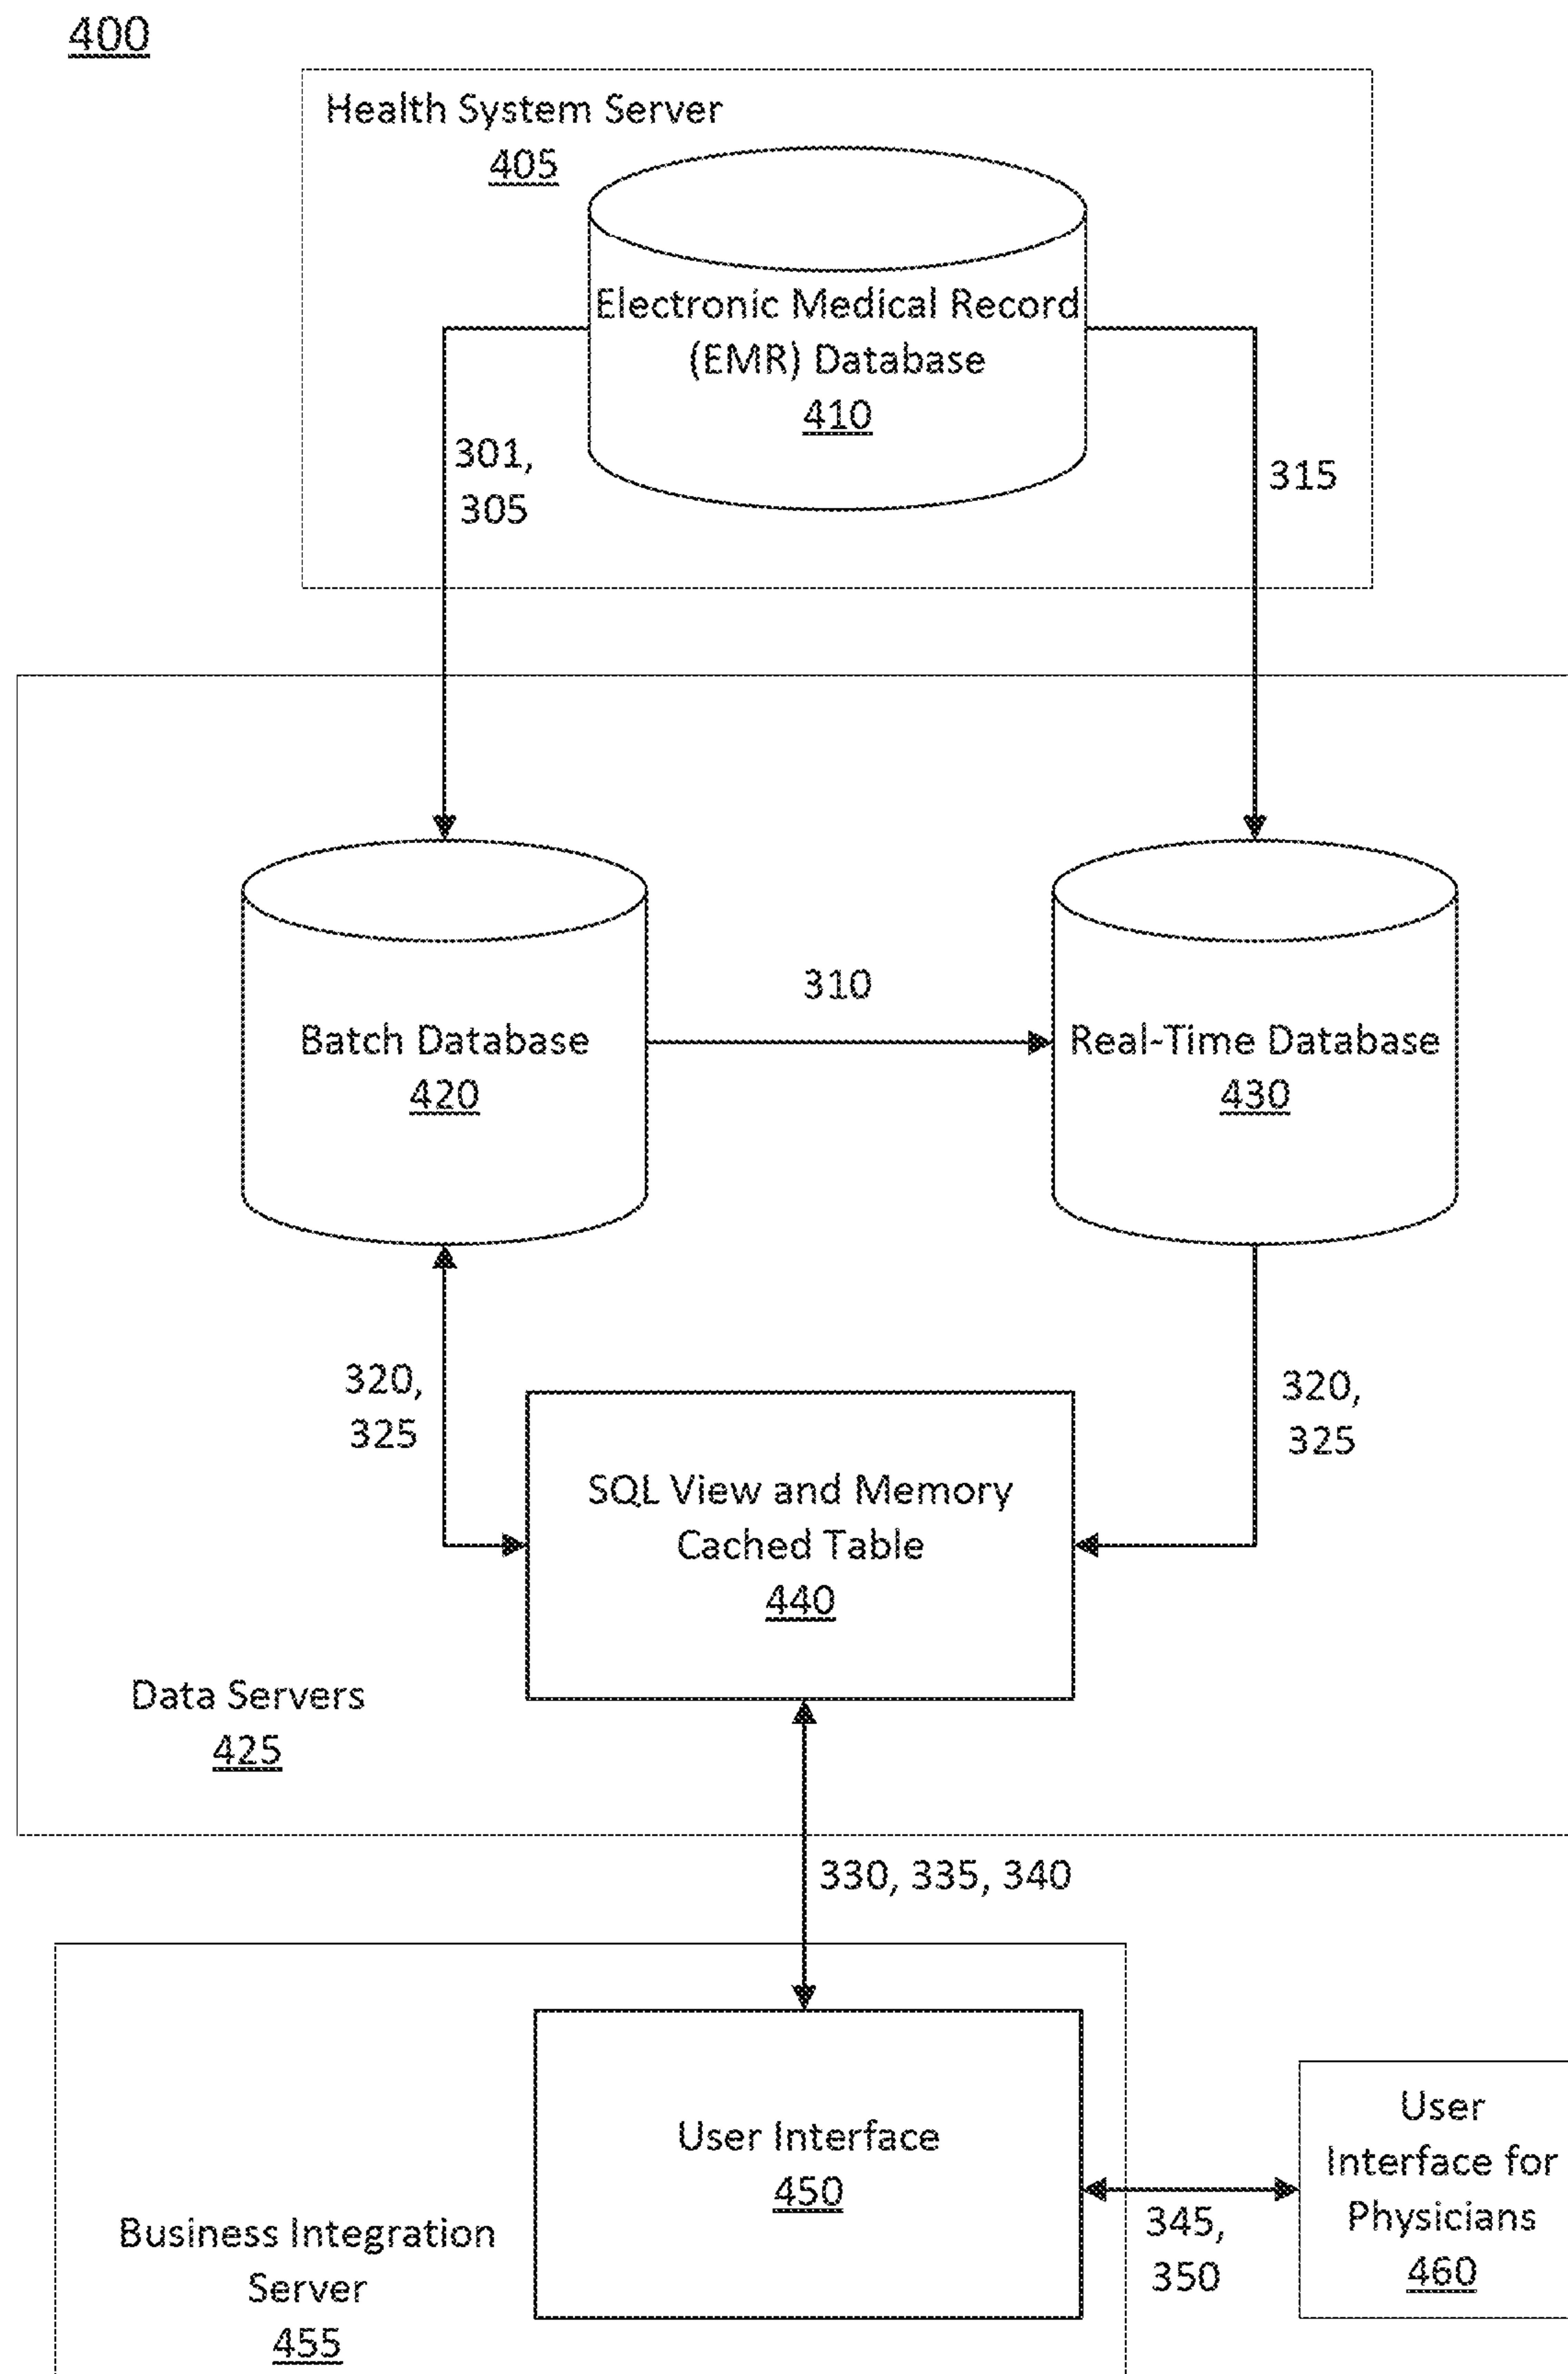 400
Health System Server
405
Electronic Medical Record
(EMR) Database
410
301,
305
315
310
Batch Database
420
Real-Time Database
430
320,
325
320,
325
SQL View and Memory
Cached Table
440
Data Servers
425
330, 335, 340
User Interface
450
User
Interface for
Physicians
460
345,
350
Business Integration
Server
455